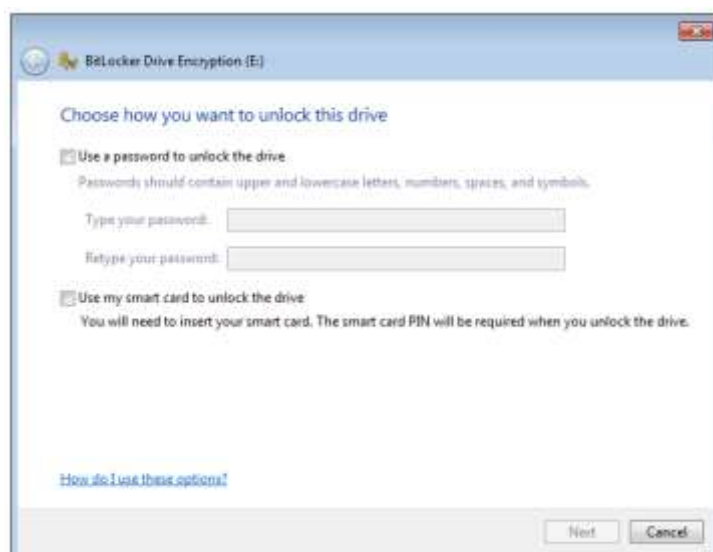 BitLocker Drive Encryption (E:)
Choose how you want to unlock this drive
Use a password to unlock the drive
Passwords should contain upper and lowercase letters, numbers, spaces, and symbols.
Type your password:
Retype your password:
Use my smart card to unlock the drive
You will need to insert your smart card. The smart card PIN will be required when you unlock the drive.
How do I use these options?
Next Cancel